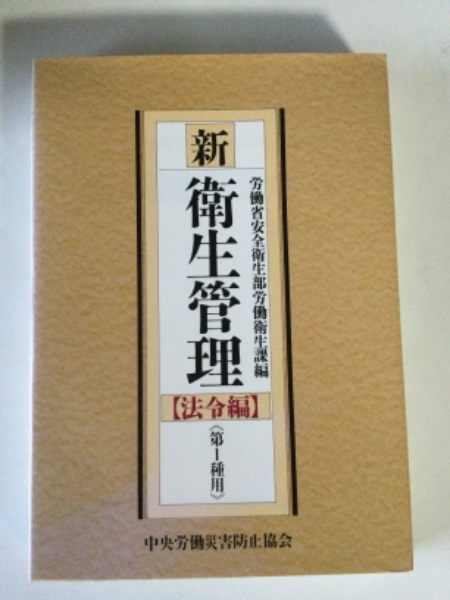 労働省安全衛生部労働衛生課編
新
衛生管理
【法令編】
《第1種用》
中央労働災害防止協会